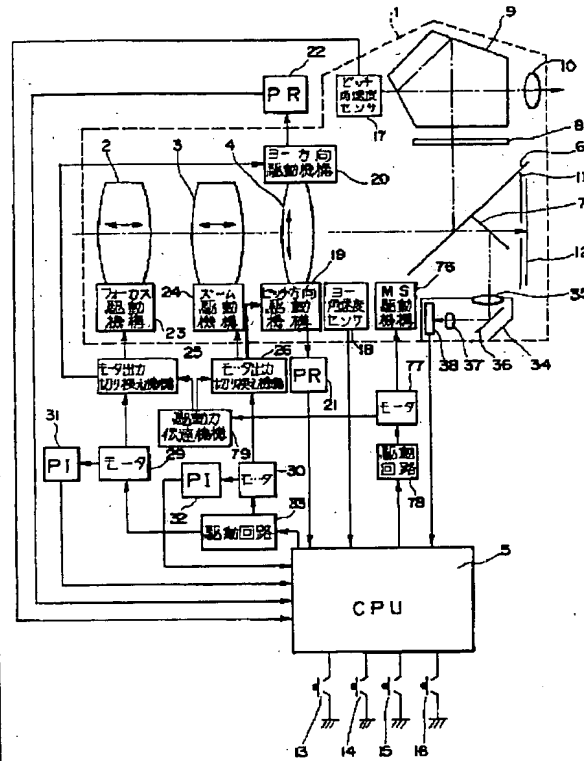 1
22
9
PR
ピッチ
角速度
センサ
17
10
8
2
3
4
ヨー方向
駆動機構
20
6
11
7
12
19
フォーカス
駆動
機構
23
24
ズーム
駆動
機構
ピッチ方向
駆動
機構
ヨー
角速度
センサ
18
76
MS
駆動
機構
35
38
37
36
34
25
モータ出力
切り換え機構
26
モータ出力
切り換え機構
PR
21
77
モータ
31
PI
モータ
29
駆動力
伝達機構
79
PI
32
モータ
30
33
駆動回路
駆動
回路
78
5
CPU
13
14
15
16